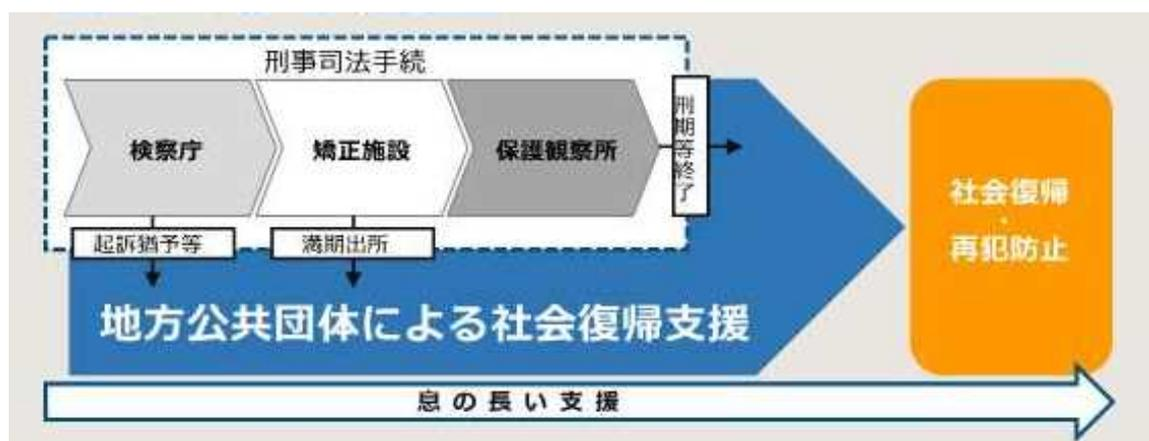 刑事司法手続
検察庁
矯正施設
保護観察所
刑期等終了
起訴猶予等
満期出所
地方公共団体による社会復帰支援
社会復帰
・
再犯防止
息の長い支援